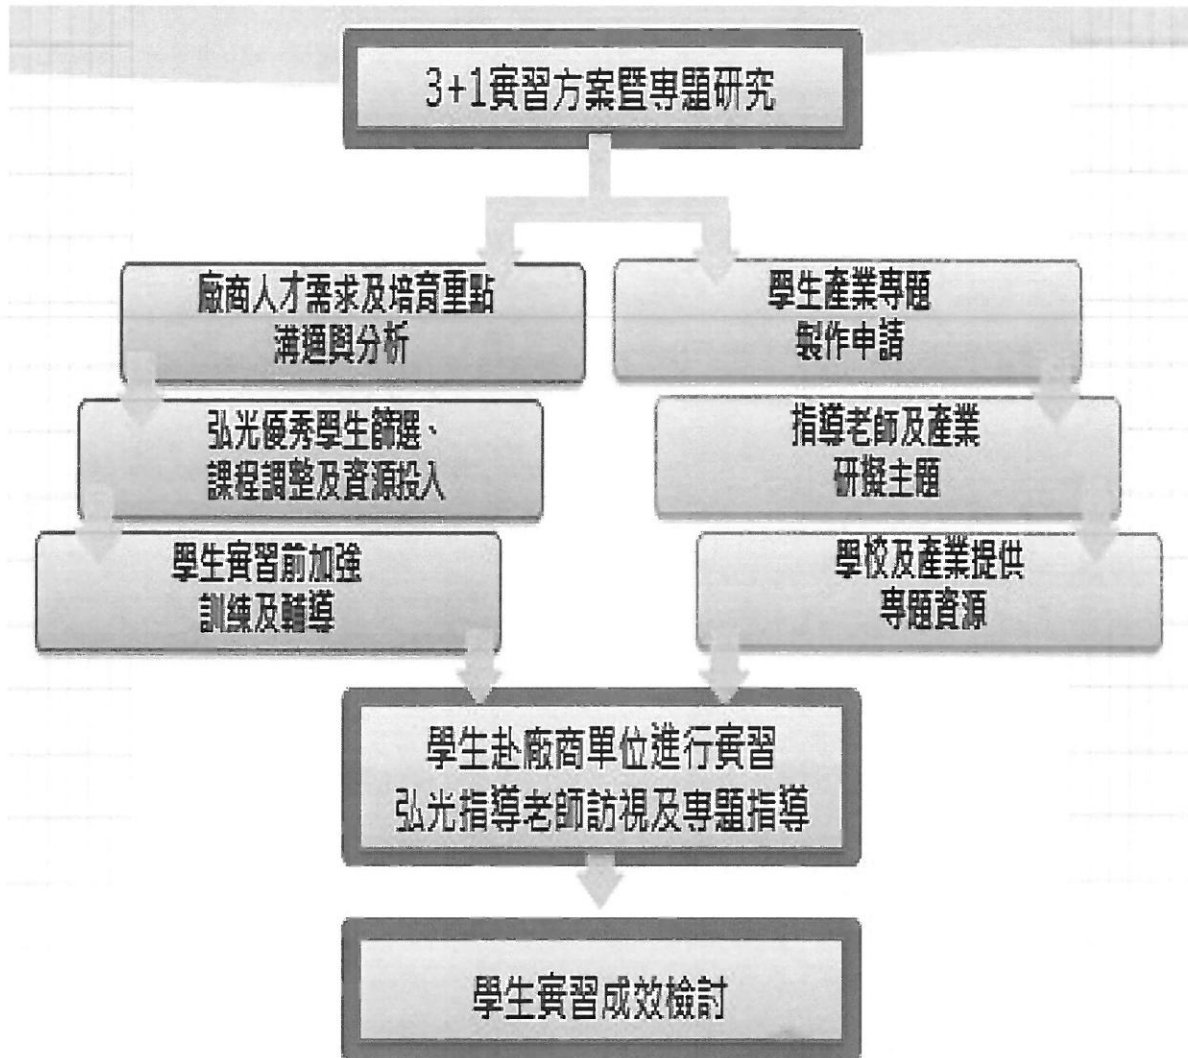 3+1實習方案暨專題研究
廠商人才需求及培育重點
溝通與分析
學生產業專題
製作申請
弘光優秀學生篩選、
課程調整及資源投入
指導老師及產業
研擬主題
學生實習前加強
訓練及輔導
學校及產業提供
專題資源
學生赴廠商單位進行實習
弘光指導老師訪視及專題指導
學生實習成效檢討